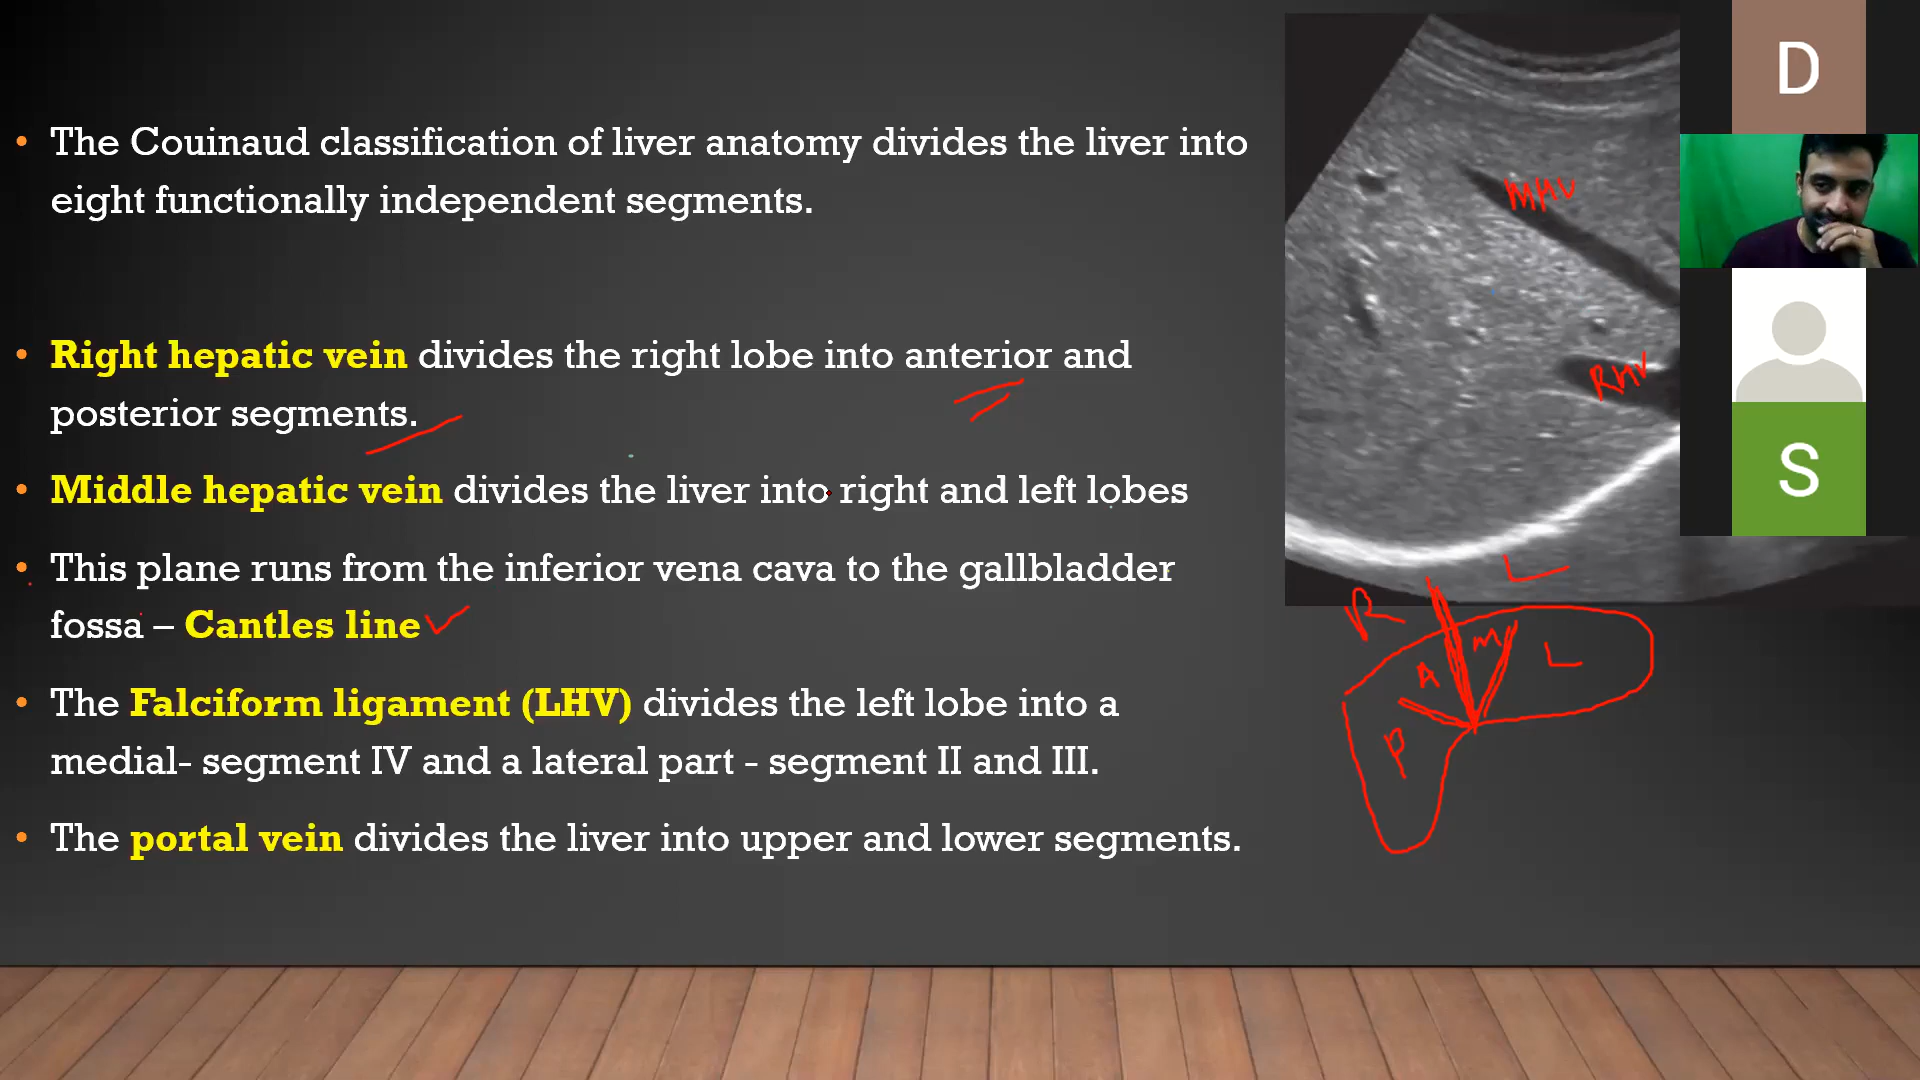 • The Couinaud classification of liver anatomy divides the liver into
eight functionally independent segments.
• Right hepatic vein divides the right lobe into anterior and
posterior segments.
• Middle hepatic vein divides the liver into right and left lobes
• This plane runs from the inferior vena cava to the gallbladder
fossa – Cantles line
• The Falciform ligament (LHV) divides the left lobe into a
medial- segment IV and a lateral part - segment II and III.
• The portal vein divides the liver into upper and lower segments.
MHV
RHV
R
L
A
M
L
P
D
S